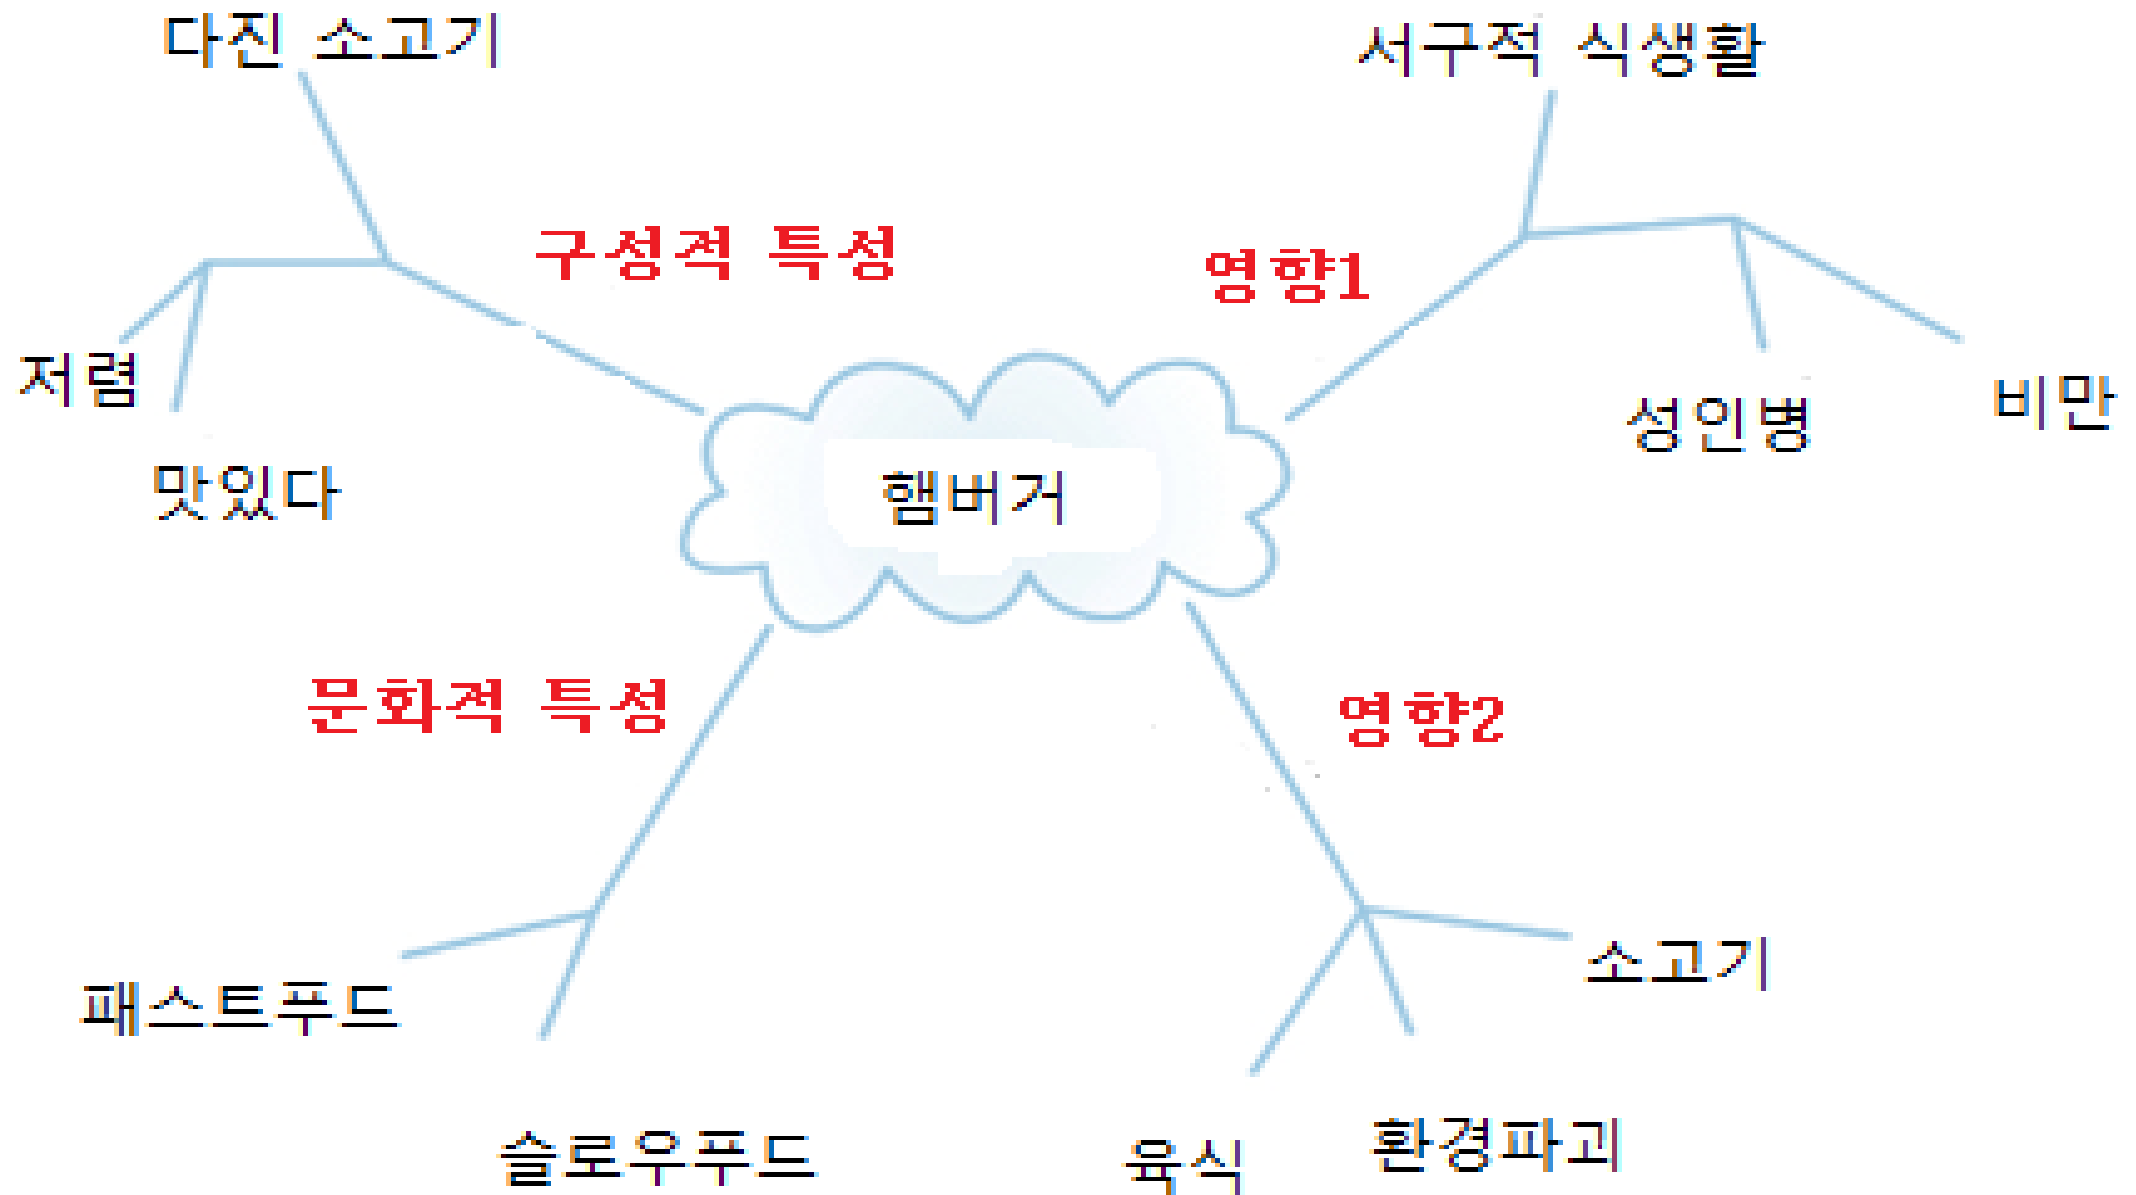 다진 소고기
서구적 식생활
구성적 특성
영향1
저렴
맛있다
성인병
비만
햄버거
문화적 특성
영향2
패스트푸드
소고기
슬로우푸드
육식
환경파괴